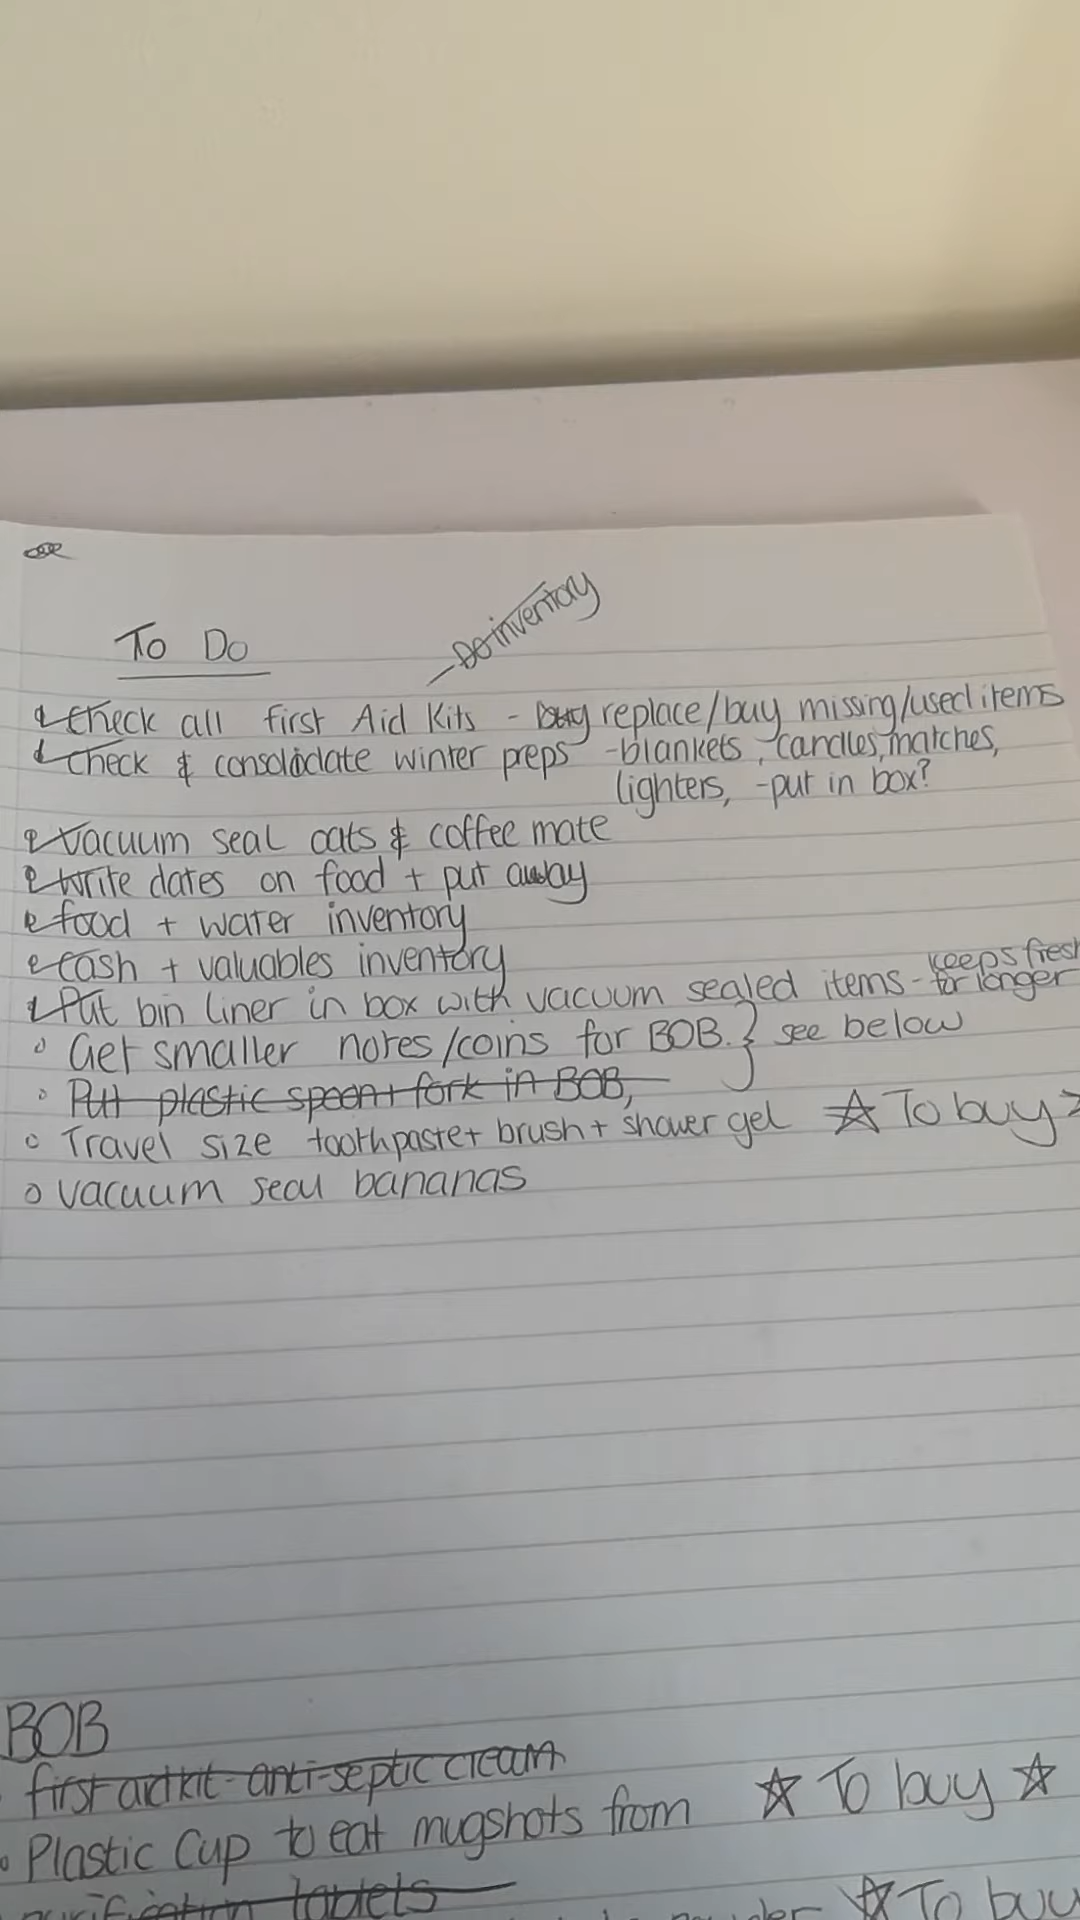 - Do inventory
To Do
Check all first Aid Kits - buy replace/buy missing/used items
Check & consolidate winter preps - blankets, candles, matches,
lighters, - put in box?
Vacuum seal oats & coffee mate
Write dates on food + put away
food + water inventory
Cash + valuables inventory
keeps fresh
Put bin liner in box with vacuum sealed items - for longer
Get smaller notes/coins for BOB. } see below
Put plastic spoon + fork in BOB,
Travel size toothpaste + brush + shower gel ☆ To buy
Vacuum seal bananas
BOB
first aid kit - anti-septic cream
Plastic Cup to eat mugshots from ☆ To buy ☆
purification tablets
☆ To buy